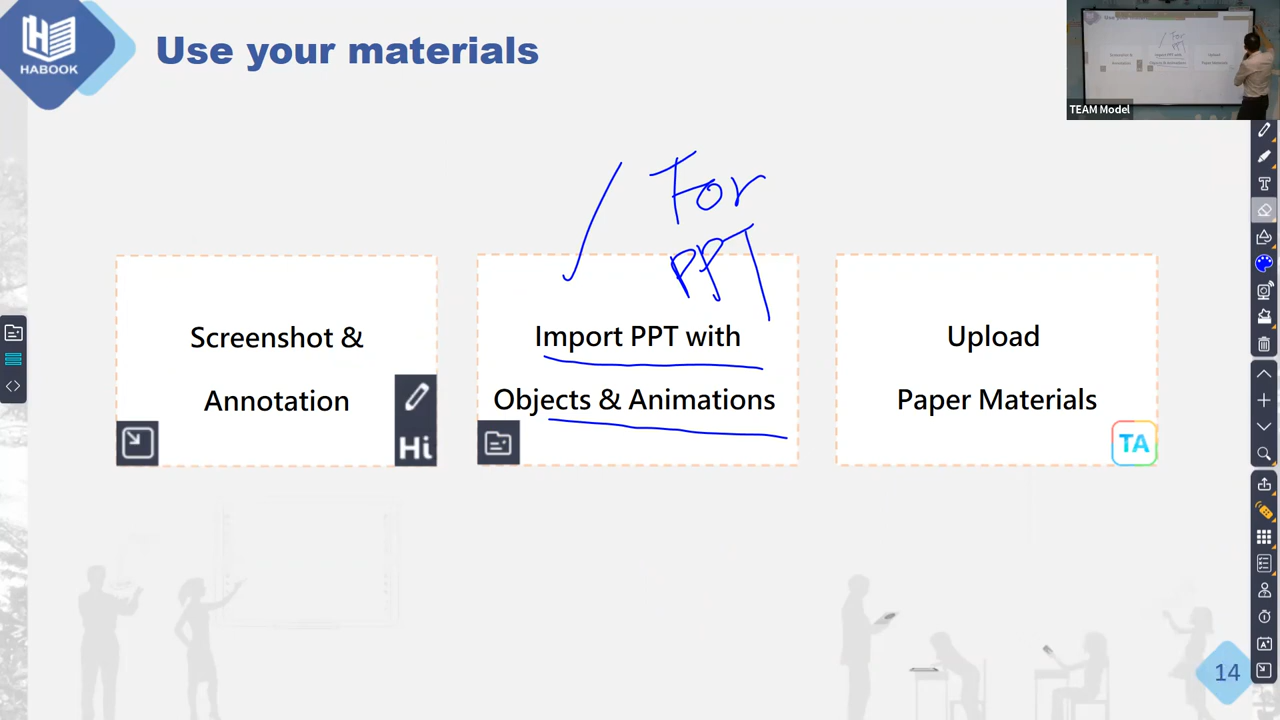 HABOOK
Use your materials
TEAM Model
For
PPT
Screenshot &
Annotation
Hi
Import PPT with
Objects & Animations
Upload
Paper Materials
TA
14